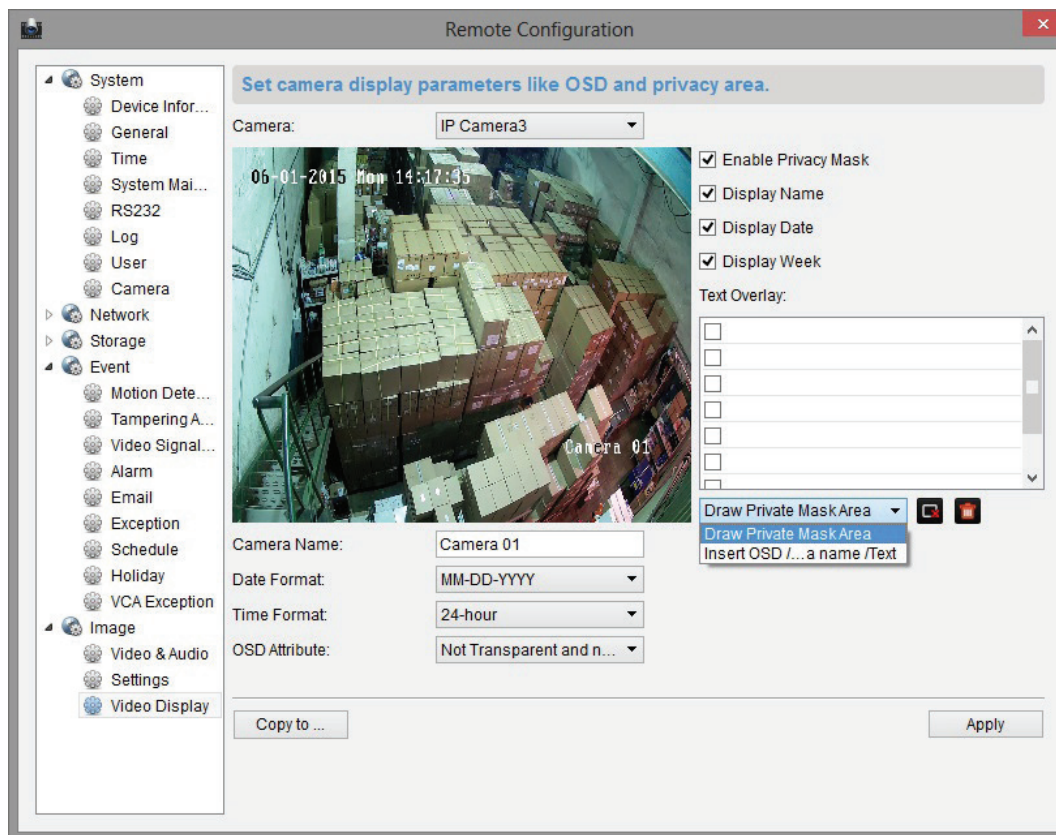 Remote Configuration
System
Device Infor...
General
Time
System Mai...
RS232
Log
User
Camera
Network
Storage
Event
Motion Dete...
Tampering A...
Video Signal...
Alarm
Email
Exception
Schedule
Holiday
VCA Exception
Image
Video & Audio
Settings
Video Display
Set camera display parameters like OSD and privacy area.
Camera: IP Camera3
06-01-2015 Mon 14:17:35
Camera 01
Enable Privacy Mask
Display Name
Display Date
Display Week
Text Overlay:
Draw Private Mask Area
Draw Private Mask Area
Insert OSD /... a name /Text
Camera Name: Camera 01
Date Format: MM-DD-YYYY
Time Format: 24-hour
OSD Attribute: Not Transparent and n...
Copy to ...
Apply